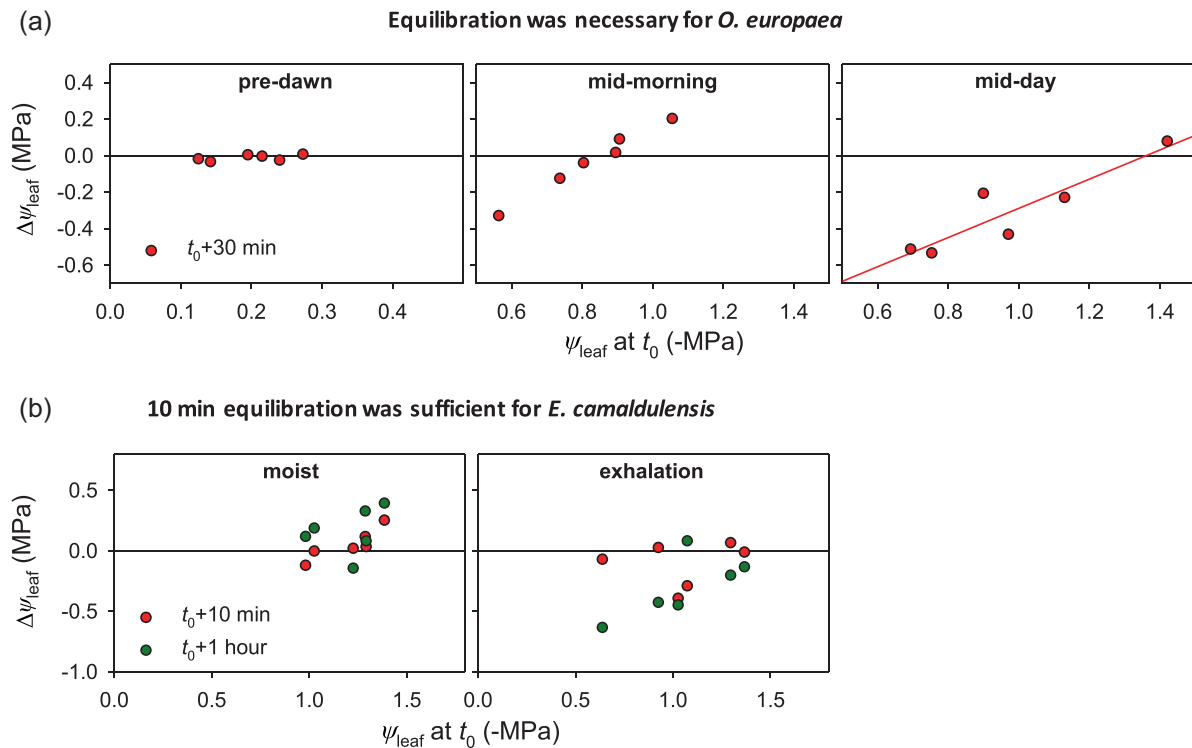 (a)
Equilibration was necessary for O. europaea
pre-dawn
mid-morning
mid-day
0.4
0.2
0.0
-0.2
-0.4
-0.6
Δψleaf (MPa)
t0+30 min
0.0 0.1 0.2 0.3 0.4
0.6 0.8 1.0 1.2 1.4
0.6 0.8 1.0 1.2 1.4
ψleaf at t0 (-MPa)
(b)
10 min equilibration was sufficient for E. camaldulensis
moist
exhalation
0.5
0.0
-0.5
-1.0
Δψleaf (MPa)
t0+10 min
t0+1 hour
0.0 0.5 1.0 1.5
0.0 0.5 1.0 1.5
ψleaf at t0 (-MPa)